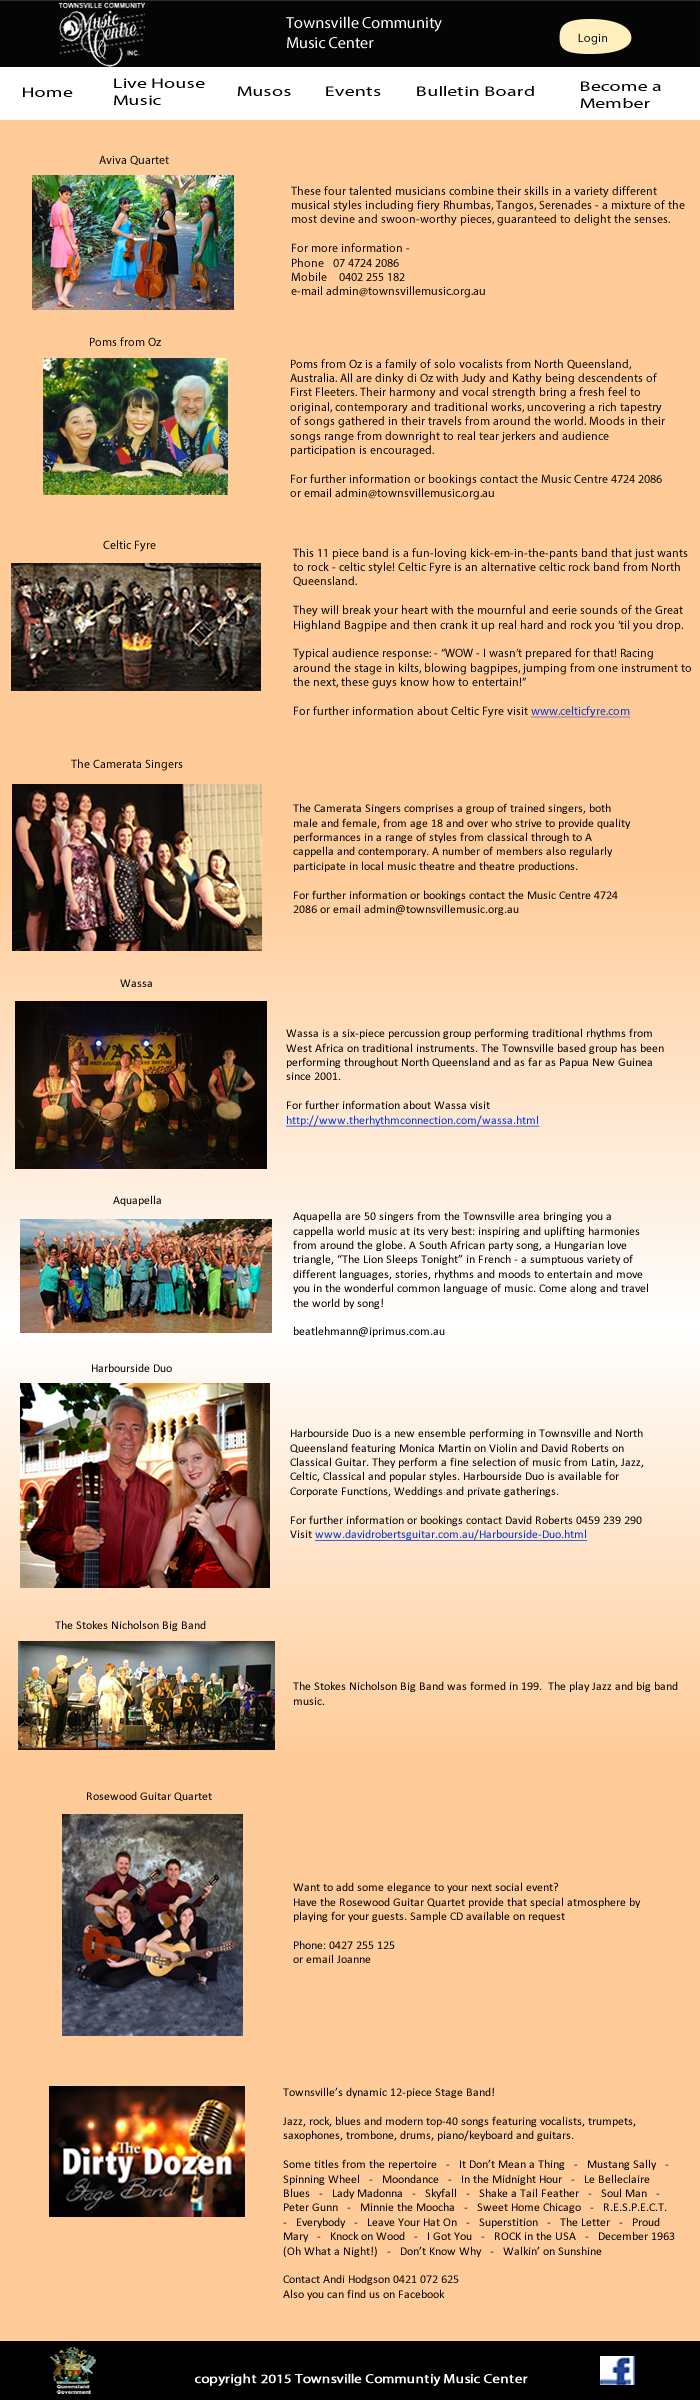 TOWNSVILLE COMMUNITY
Music
Centre
INC.
Townsville Community
Music Center
Login
Home
Live House
Music
Musos
Events
Bulletin Board
Become a
Member
Aviva Quartet
These four talented musicians combine their skills in a variety different
musical styles including fiery Rhumbas, Tangos, Serenades - a mixture of the
most devine and swoon-worthy pieces, guaranteed to delight the senses.
For more information -
Phone 07 4724 2086
Mobile 0402 255 182
e-mail admin@townsvillemusic.org.au
Poms from Oz
Poms from Oz is a family of solo vocalists from North Queensland,
Australia. All are dinky di Oz with Judy and Kathy being descendents of
First Fleeters. Their harmony and vocal strength bring a fresh feel to
original, contemporary and traditional works, uncovering a rich tapestry
of songs gathered in their travels from around the world. Moods in their
songs range from downright to real tear jerkers and audience
participation is encouraged.
For further information or bookings contact the Music Centre 4724 2086
or email admin@townsvillemusic.org.au
Celtic Fyre
This 11 piece band is a fun-loving kick-em-in-the-pants band that just wants
to rock - celtic style! Celtic Fyre is an alternative celtic rock band from North
Queensland.
They will break your heart with the mournful and eerie sounds of the Great
Highland Bagpipe and then crank it up real hard and rock you ‘til you drop.
Typical audience response: - “WOW - I wasn’t prepared for that! Racing
around the stage in kilts, blowing bagpipes, jumping from one instrument to
the next, these guys know how to entertain!”
For further information about Celtic Fyre visit www.celticfyre.com
The Camerata Singers
The Camerata Singers comprises a group of trained singers, both
male and female, from age 18 and over who strive to provide quality
performances in a range of styles from classical through to A
cappella and contemporary. A number of members also regularly
participate in local music theatre and theatre productions.
For further information or bookings contact the Music Centre 4724
2086 or email admin@townsvillemusic.org.au
Wassa
WASSA
Wassa is a six-piece percussion group performing traditional rhythms from
West Africa on traditional instruments. The Townsville based group has been
performing throughout North Queensland and as far as Papua New Guinea
since 2001.
For further information about Wassa visit
http://www.therhythmconnection.com/wassa.html
Aquapella
Aquapella are 50 singers from the Townsville area bringing you a
cappella world music at its very best: inspiring and uplifting harmonies
from around the globe. A South African party song, a Hungarian love
triangle, “The Lion Sleeps Tonight” in French - a sumptuous variety of
different languages, stories, rhythms and moods to entertain and move
you in the wonderful common language of music. Come along and travel
the world by song!
beatlehmann@iprimus.com.au
Harbourside Duo
Harbourside Duo is a new ensemble performing in Townsville and North
Queensland featuring Monica Martin on Violin and David Roberts on
Classical Guitar. They perform a fine selection of music from Latin, Jazz,
Celtic, Classical and popular styles. Harbourside Duo is available for
Corporate Functions, Weddings and private gatherings.
For further information or bookings contact David Roberts 0459 239 290
Visit www.davidrobertsguitar.com.au/Harbourside-Duo.html
The Stokes Nicholson Big Band
The Stokes Nicholson Big Band was formed in 199. The play Jazz and big band
music.
Rosewood Guitar Quartet
Want to add some elegance to your next social event?
Have the Rosewood Guitar Quartet provide that special atmosphere by
playing for your guests. Sample CD available on request
Phone: 0427 255 125
or email Joanne
The
Dirty Dozen
Stage Band
Townsville’s dynamic 12-piece Stage Band!
Jazz, rock, blues and modern top-40 songs featuring vocalists, trumpets,
saxophones, trombone, drums, piano/keyboard and guitars.
Some titles from the repertoire - It Don’t Mean a Thing - Mustang Sally -
Spinning Wheel - Moondance - In the Midnight Hour - Le Belleclaire
Blues - Lady Madonna - Skyfall - Shake a Tail Feather - Soul Man -
Peter Gunn - Minnie the Moocha - Sweet Home Chicago - R.E.S.P.E.C.T.
- Everybody - Leave Your Hat On - Superstition - The Letter - Proud
Mary - Knock on Wood - I Got You - ROCK in the USA - December 1963
(Oh What a Night!) - Don’t Know Why - Walkin’ on Sunshine
Contact Andi Hodgson 0421 072 625
Also you can find us on Facebook
Queensland
Government
copyright 2015 Townsville Communtiy Music Center
f